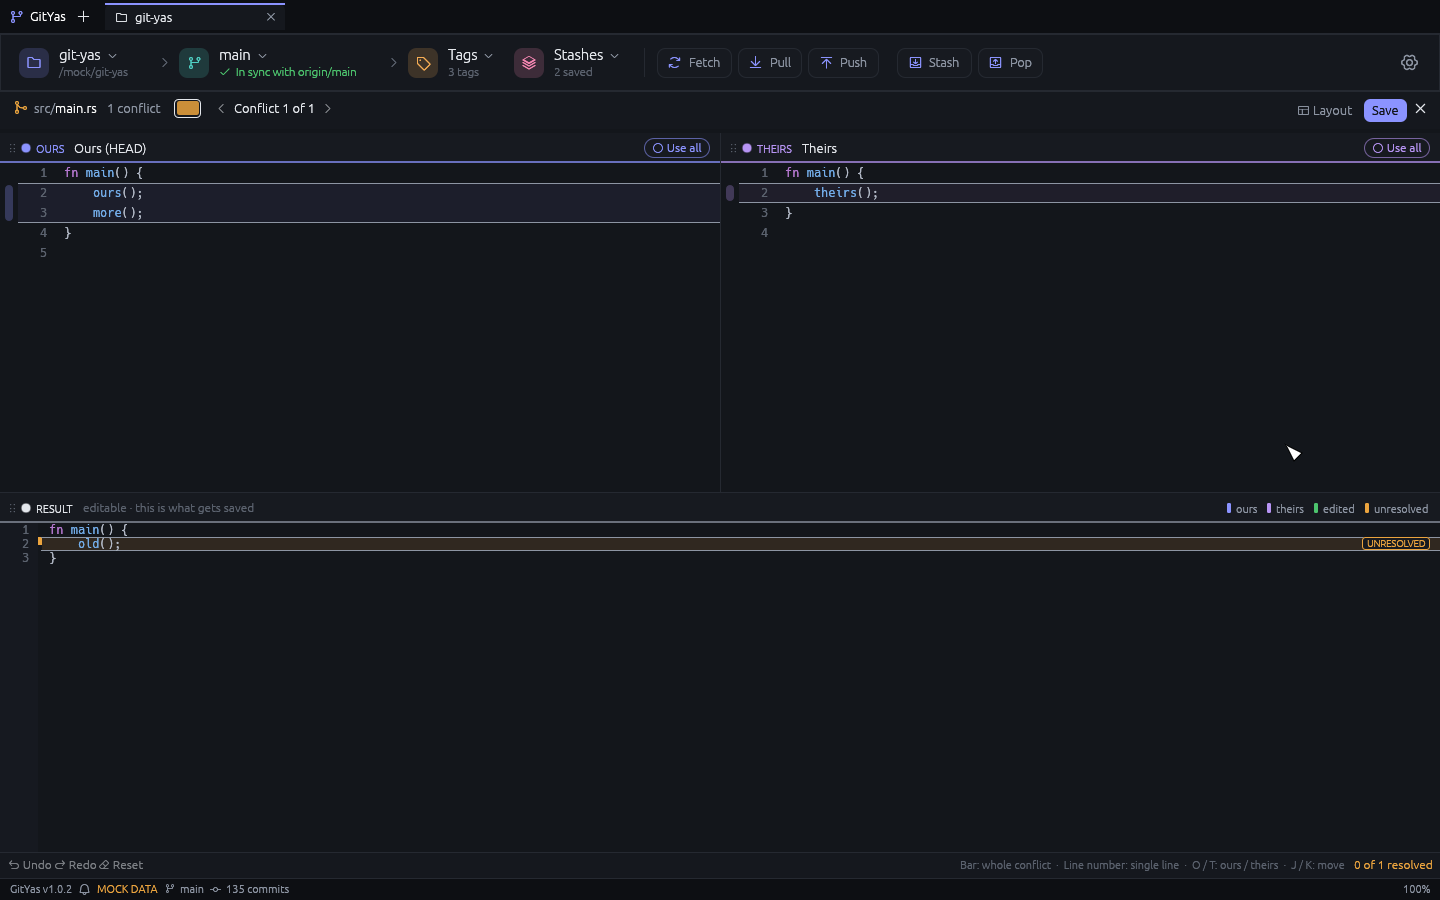 GitYas
git-yas
git-yas
/mock/git-yas
main
In sync with origin/main
Tags
3 tags
Stashes
2 saved
Fetch
Pull
Push
Stash
Pop
src/main.rs 1 conflict
Conflict 1 of 1
Layout
Save
OURS Ours (HEAD)
Use all
1 fn main() {
2 ours();
3 more();
4 }
5
THEIRS Theirs
Use all
1 fn main() {
2 theirs();
3 }
4
RESULT editable · this is what gets saved
ours theirs edited unresolved
1 fn main() {
2 old();
UNRESOLVED
3 }
Undo Redo Reset
Bar: whole conflict · Line number: single line · O / T: ours / theirs · J / K: move 0 of 1 resolved
GitYas v1.0.2 MOCK DATA main 135 commits
100%